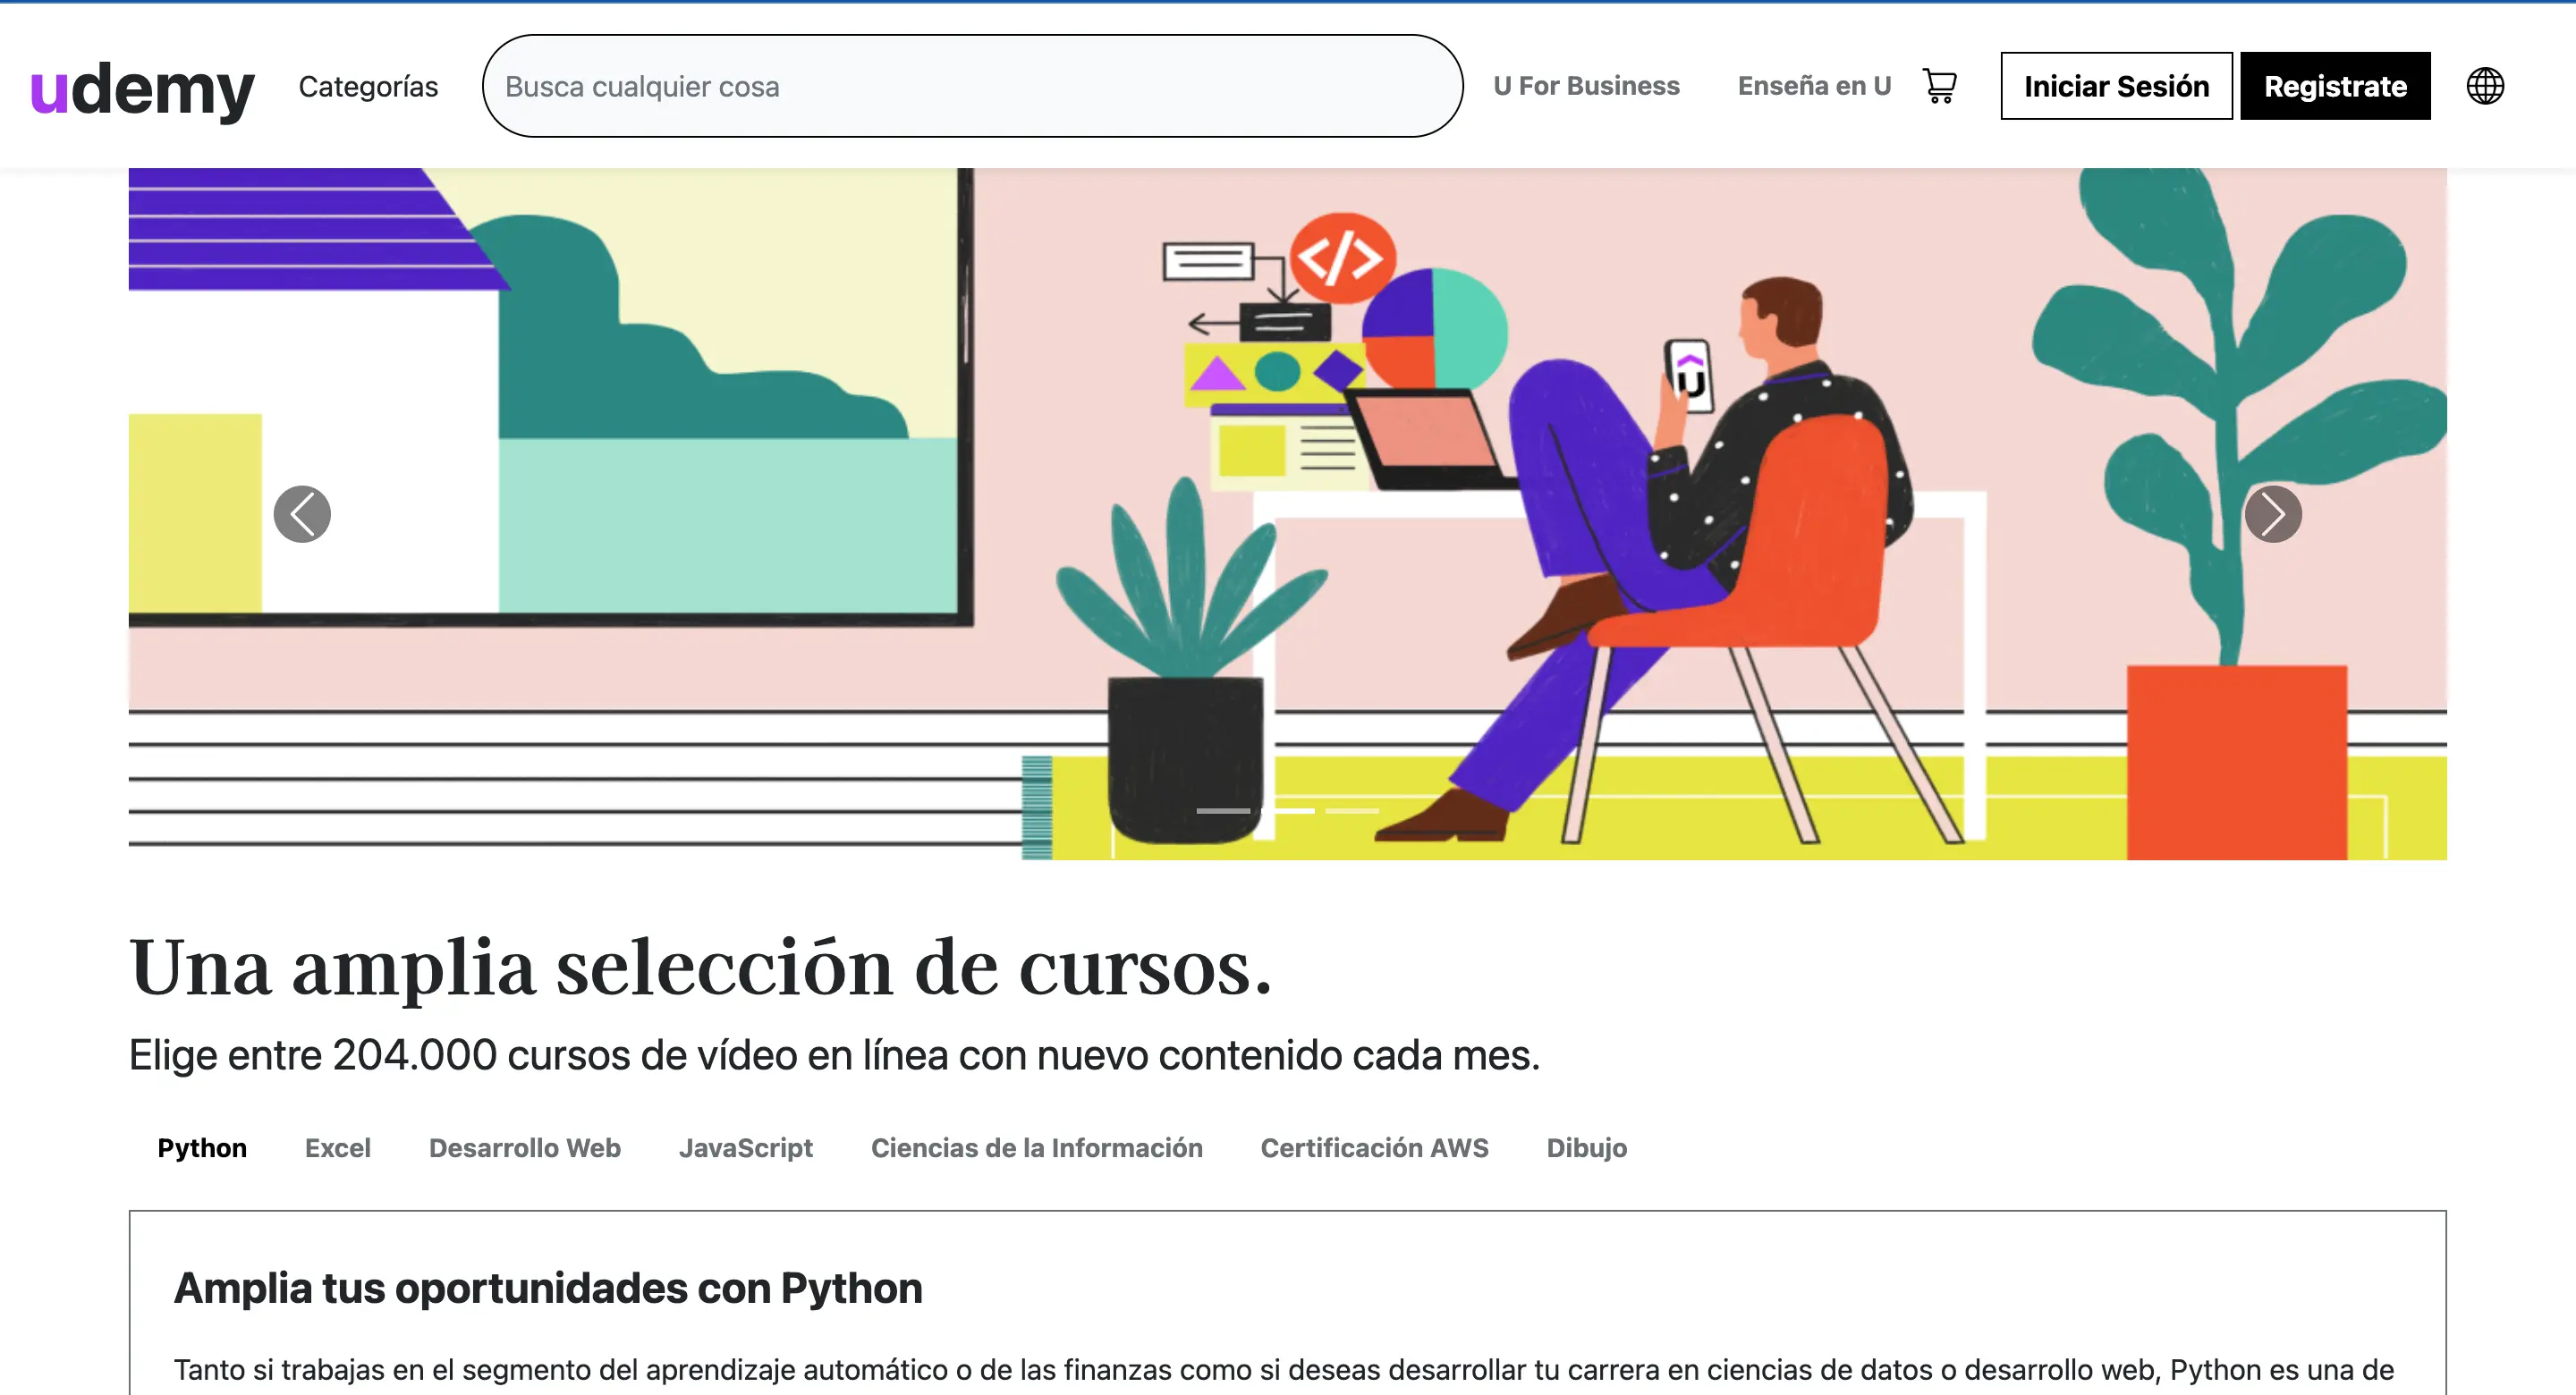 udemy
Categorías
Busca cualquier cosa
U For Business
Enseña en U
Iniciar Sesión
Registrate
</>
U
Una amplia selección de cursos.
Elige entre 204.000 cursos de vídeo en línea con nuevo contenido cada mes.
Python
Excel
Desarrollo Web
JavaScript
Ciencias de la Información
Certificación AWS
Dibujo
Amplia tus oportunidades con Python
Tanto si trabajas en el segmento del aprendizaje automático o de las finanzas como si deseas desarrollar tu carrera en ciencias de datos o desarrollo web, Python es una de